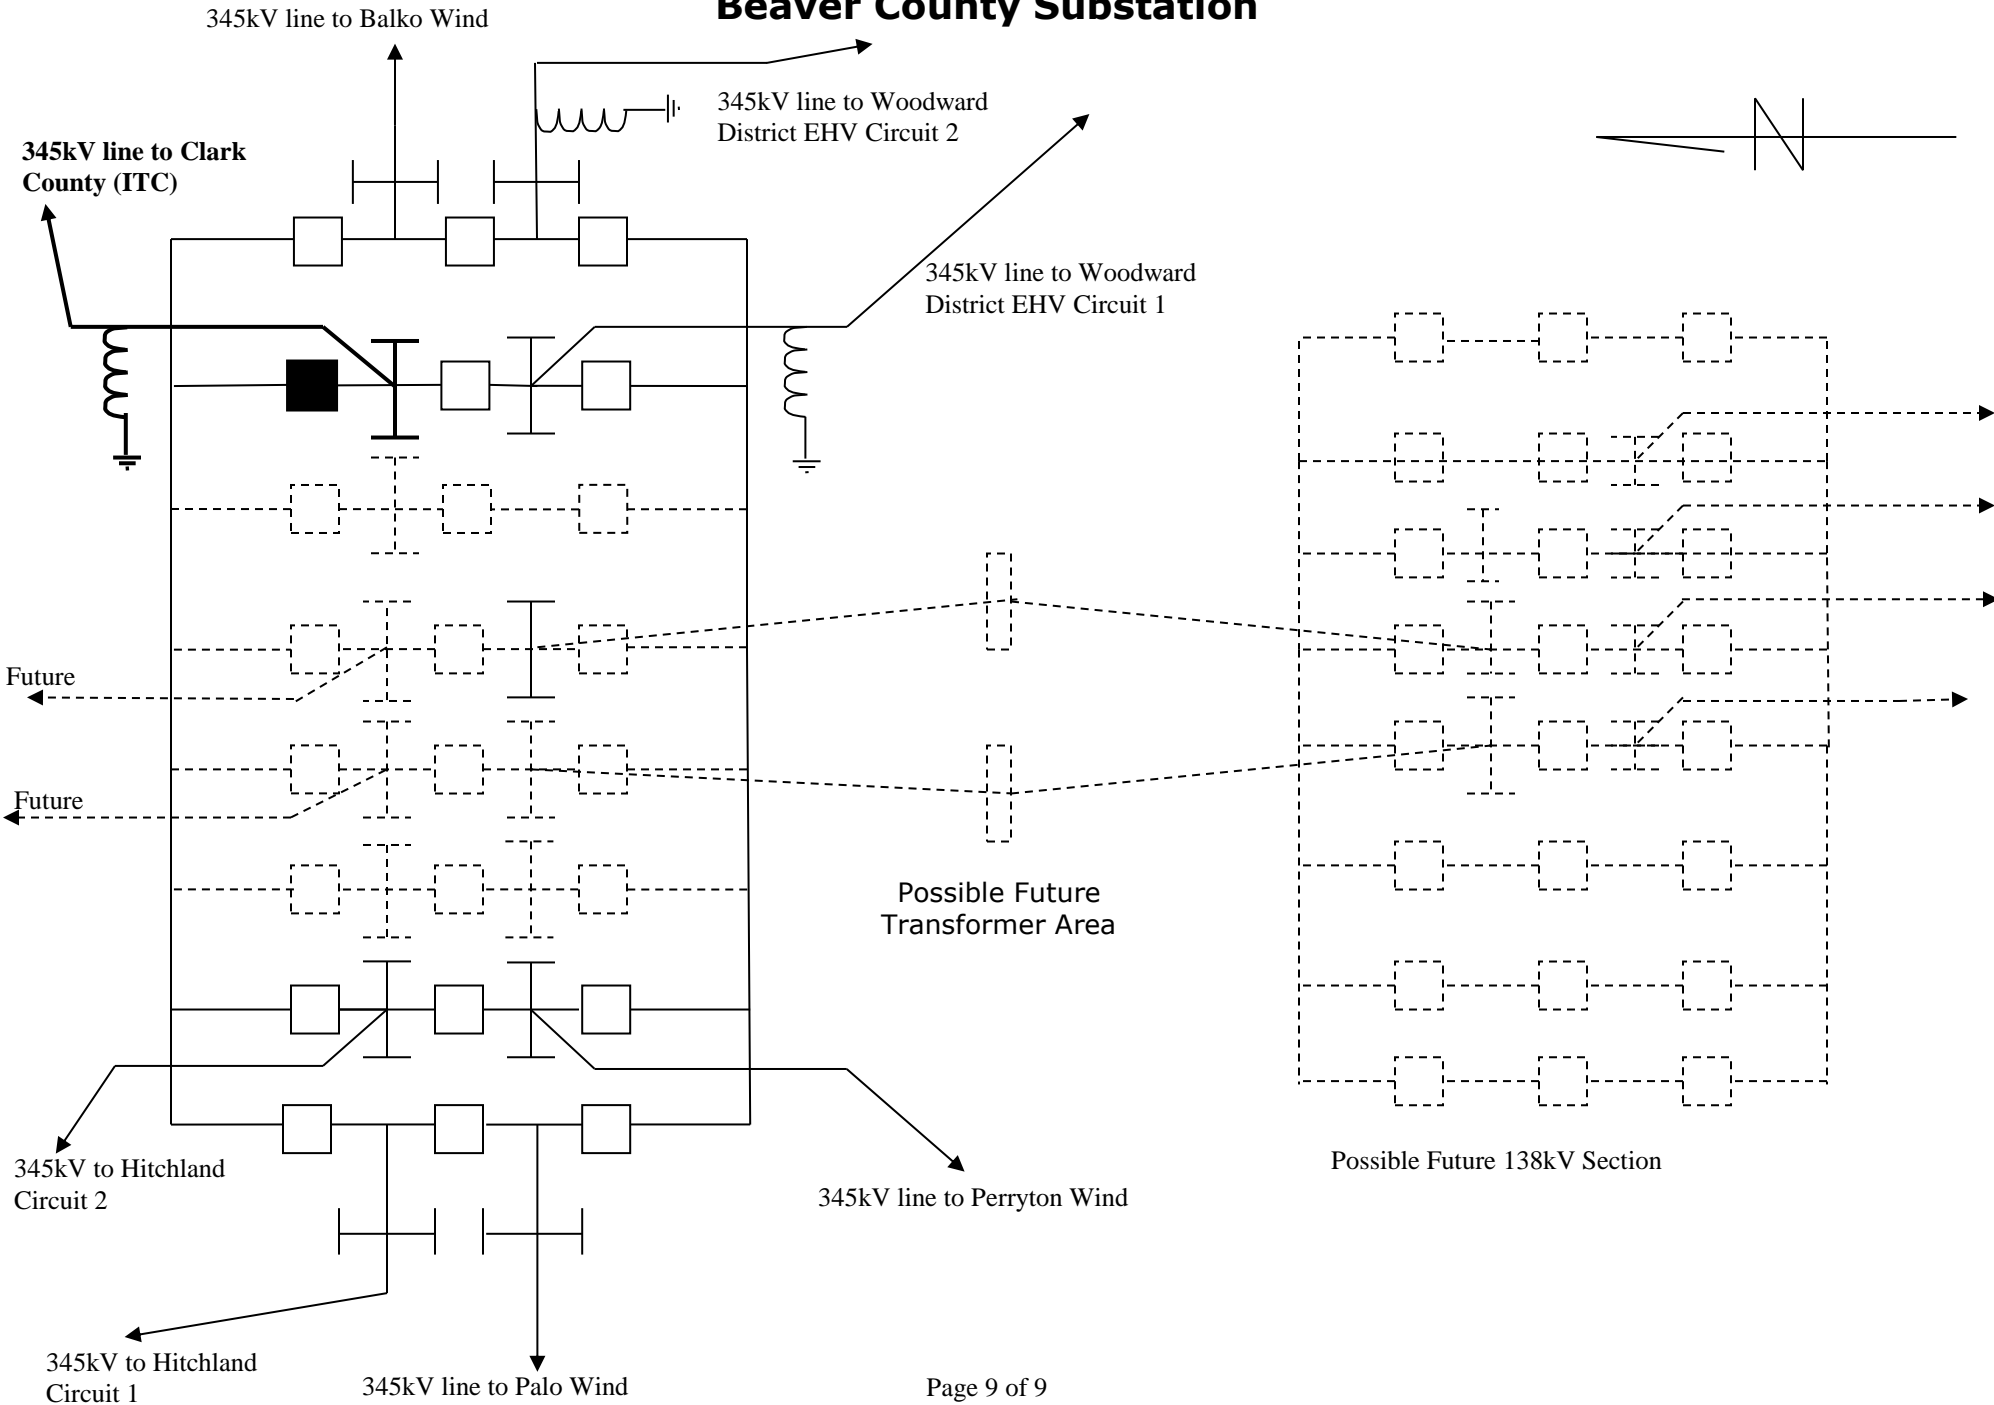 Beaver County Substation
345kV line to Balko Wind
345kV line to Woodward
District EHV Circuit 2
345kV line to Clark
County (ITC)
N
345kV line to Woodward
District EHV Circuit 1
Future
Future
Possible Future
Transformer Area
345kV to Hitchland
Circuit 2
345kV line to Perryton Wind
Possible Future 138kV Section
345kV to Hitchland
Circuit 1
345kV line to Palo Wind
Page 9 of 9